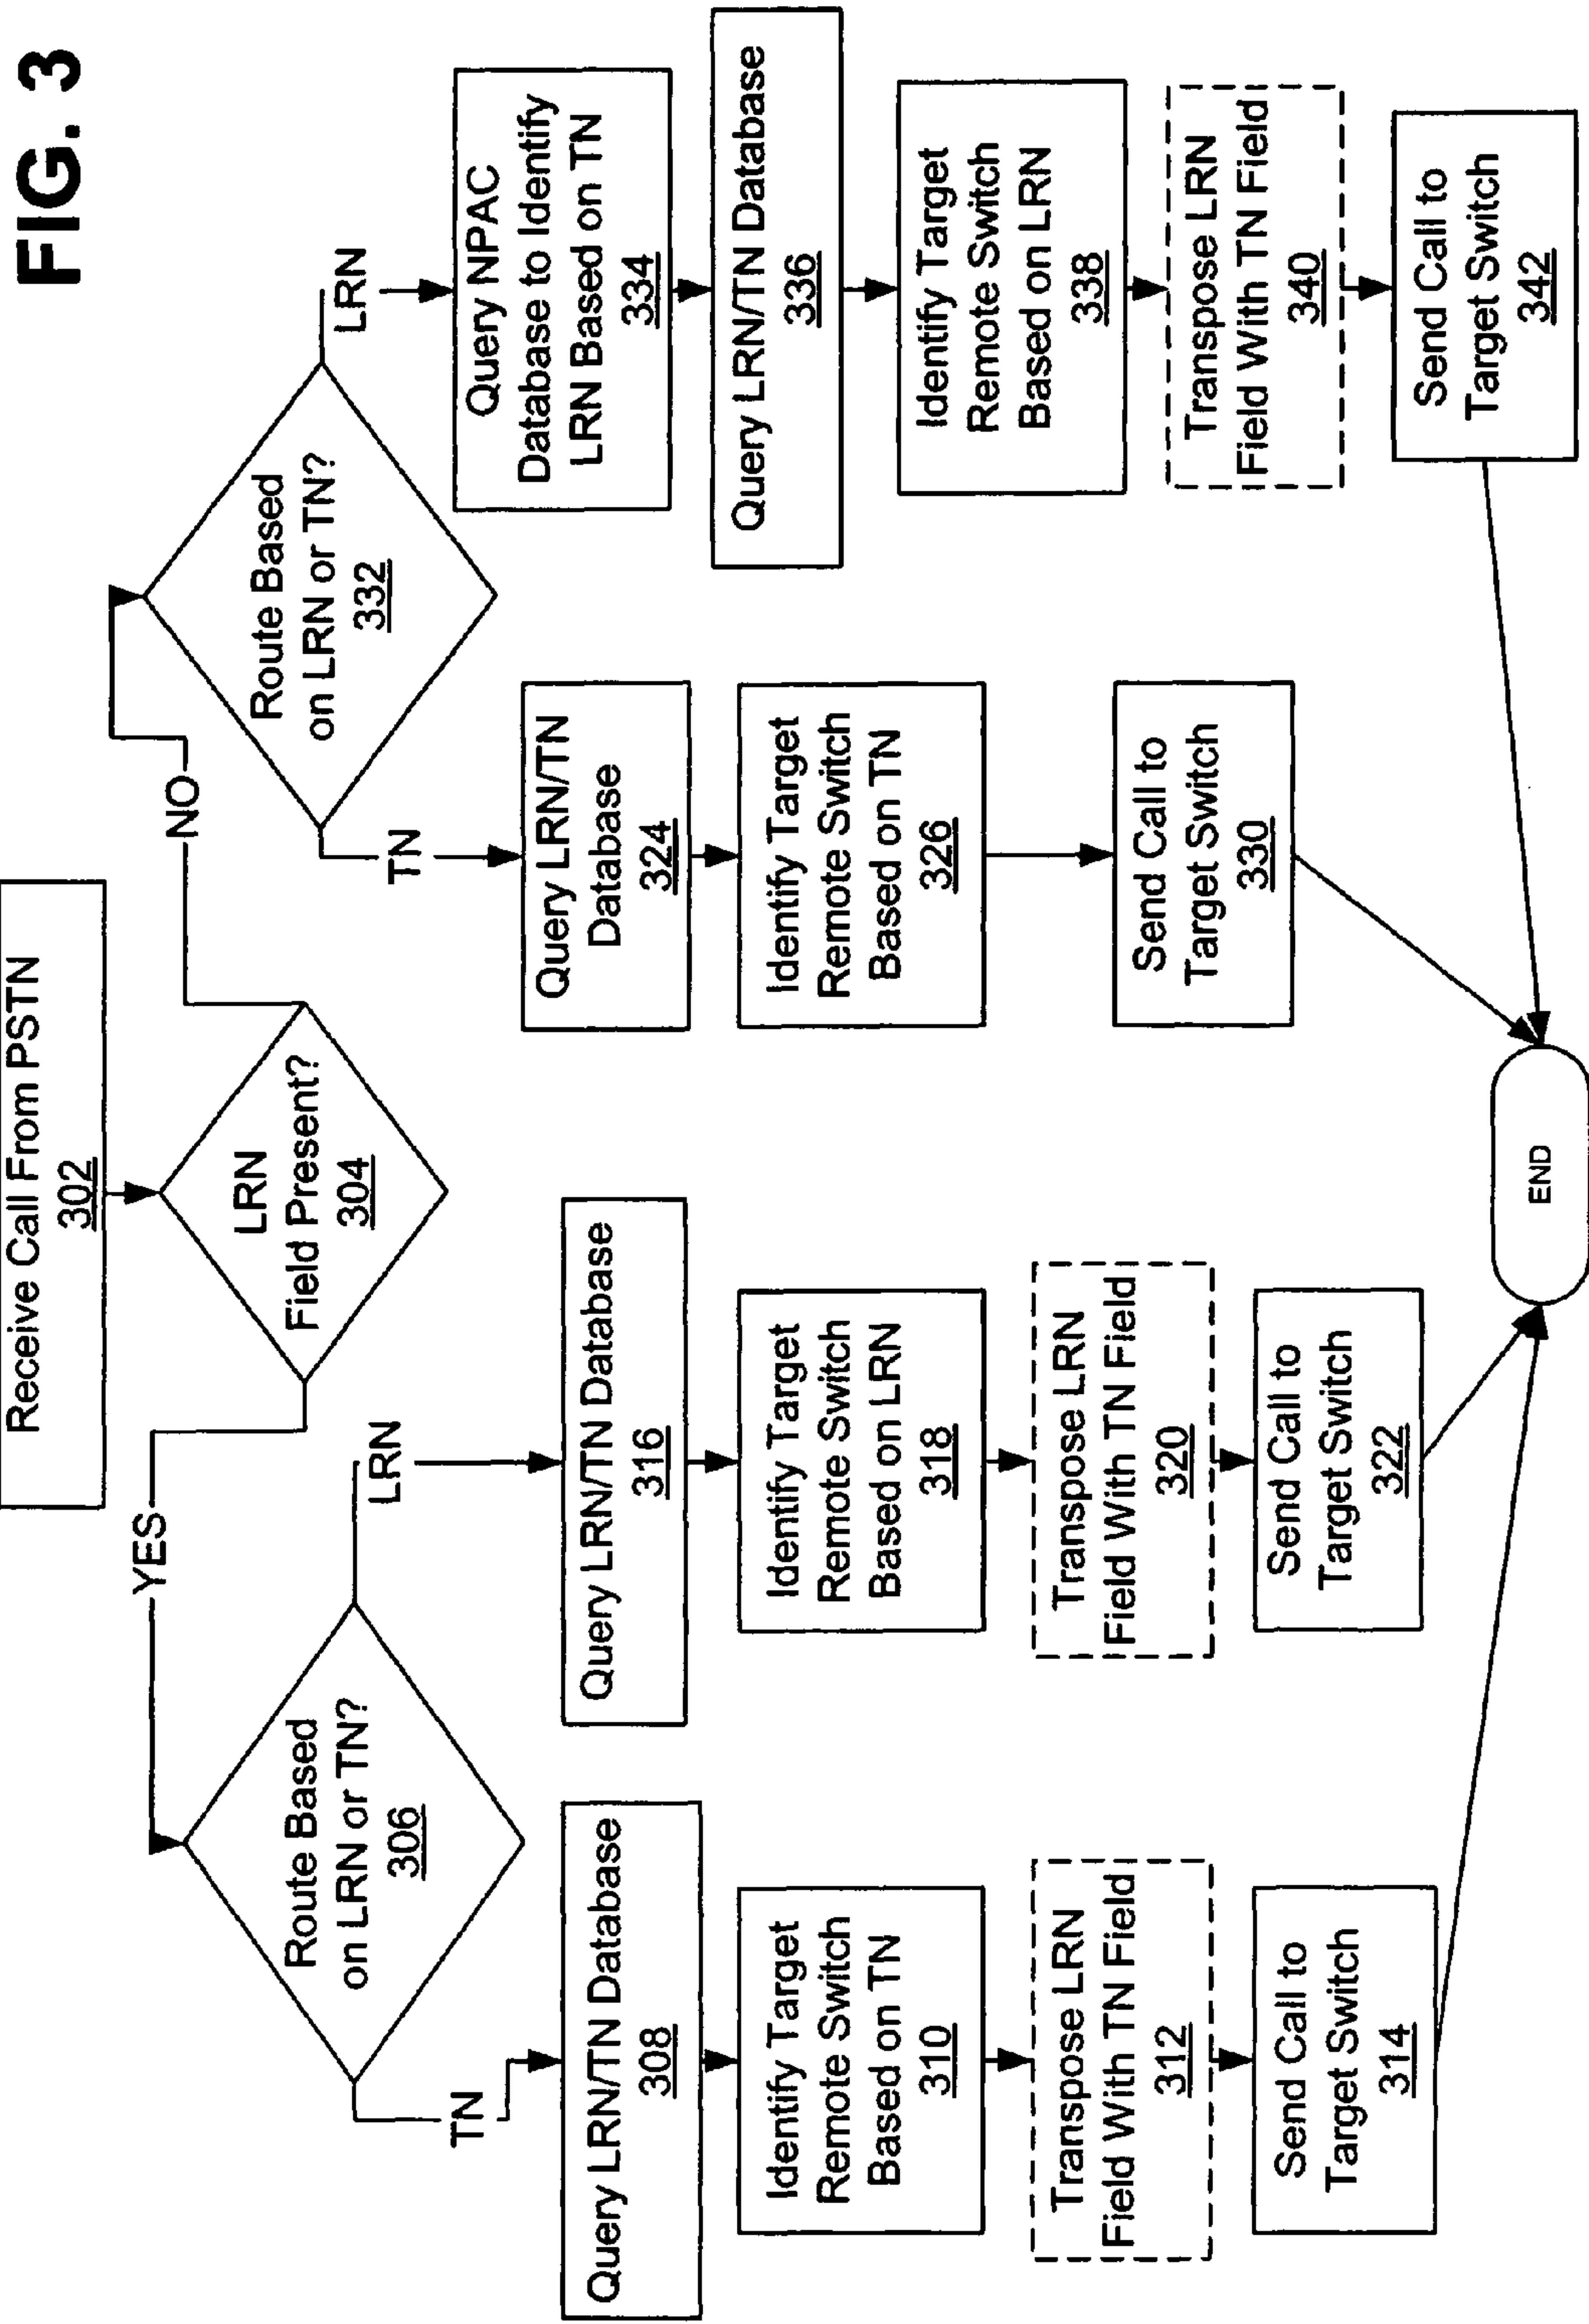 FIG. 3
Receive Call From PSTN
302
LRN
Field Present?
304
YES
NO
Route Based
on LRN or TN?
306
TN
LRN
Query LRN/TN Database
308
Identify Target
Remote Switch
Based on TN
310
Transpose LRN
Field With TN Field
312
Send Call to
Target Switch
314
Query LRN/TN Database
316
Identify Target
Remote Switch
Based on LRN
318
Transpose LRN
Field With TN Field
320
Send Call to
Target Switch
322
Route Based
on LRN or TN?
332
TN
LRN
Query LRN/TN
Database
324
Identify Target
Remote Switch
Based on TN
326
Send Call to
Target Switch
330
Query NPAC
Database to Identify
LRN Based on TN
334
Query LRN/TN Database
336
Identify Target
Remote Switch
Based on LRN
338
Transpose LRN
Field With TN Field
340
Send Call to
Target Switch
342
END